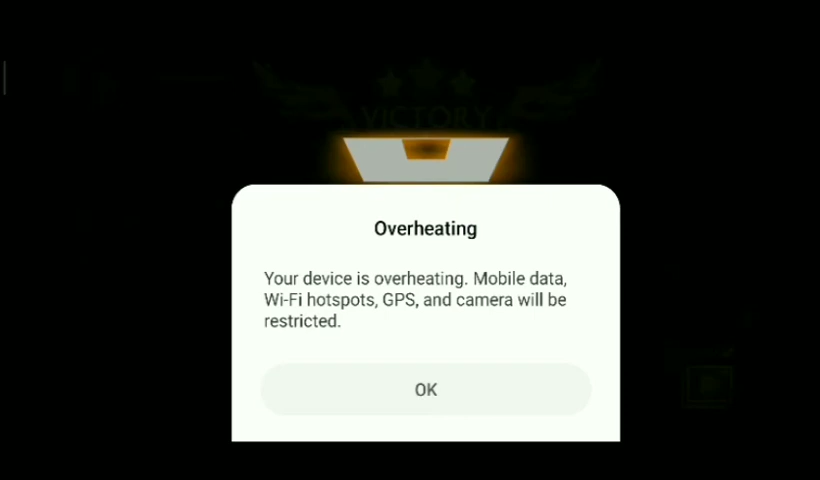 VICTORY
Overheating
Your device is overheating. Mobile data,
Wi-Fi hotspots, GPS, and camera will be
restricted.
OK